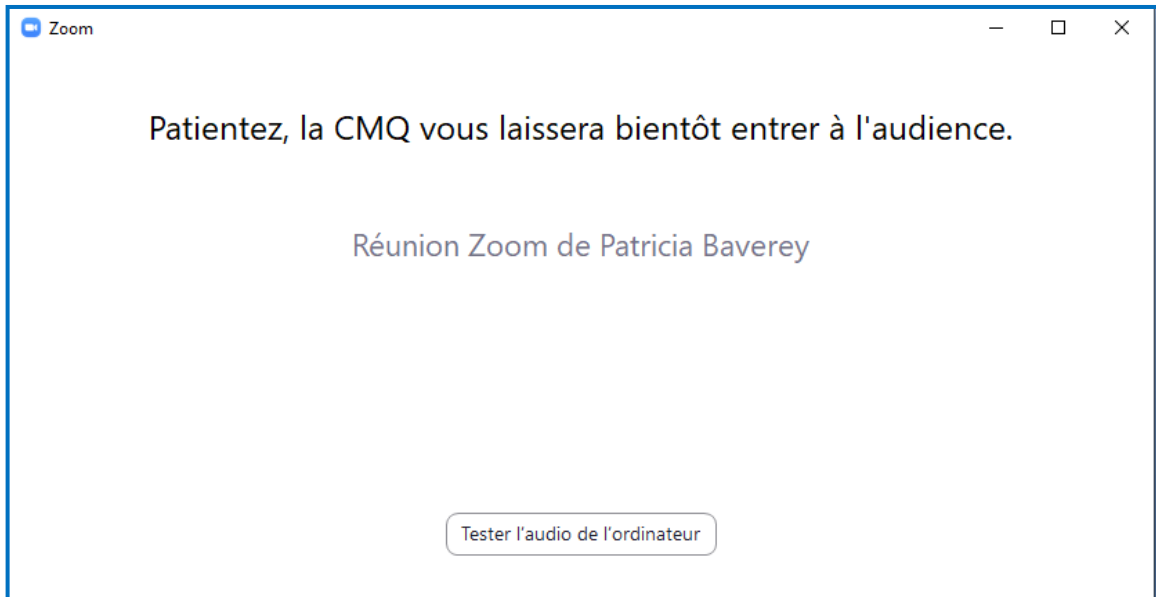 Zoom
Patientez, la CMQ vous laissera bientôt entrer à l'audience.
Réunion Zoom de Patricia Baverey
Tester l’audio de l’ordinateur